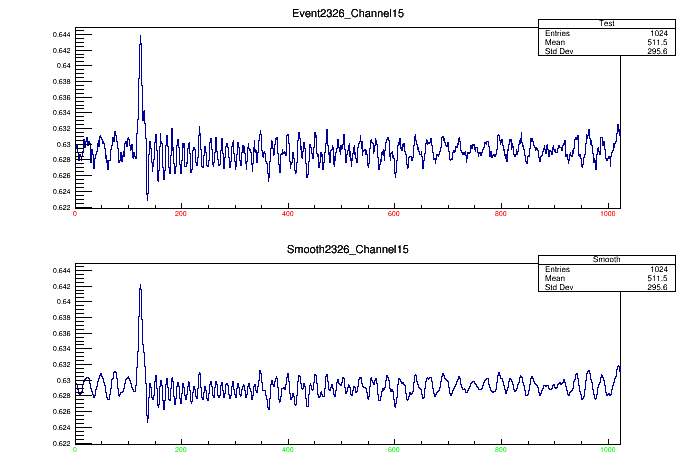 Event2326_Channel15
Test
Entries 1024
Mean 511.5
Std Dev 295.6
0.644
0.642
0.64
0.638
0.636
0.634
0.632
0.63
0.628
0.626
0.624
0.622
0 200 400 600 800 1000
Smooth2326_Channel15
Smooth
Entries 1024
Mean 511.5
Std Dev 295.6
0.644
0.642
0.64
0.638
0.636
0.634
0.632
0.63
0.628
0.626
0.624
0.622
0 200 400 600 800 1000